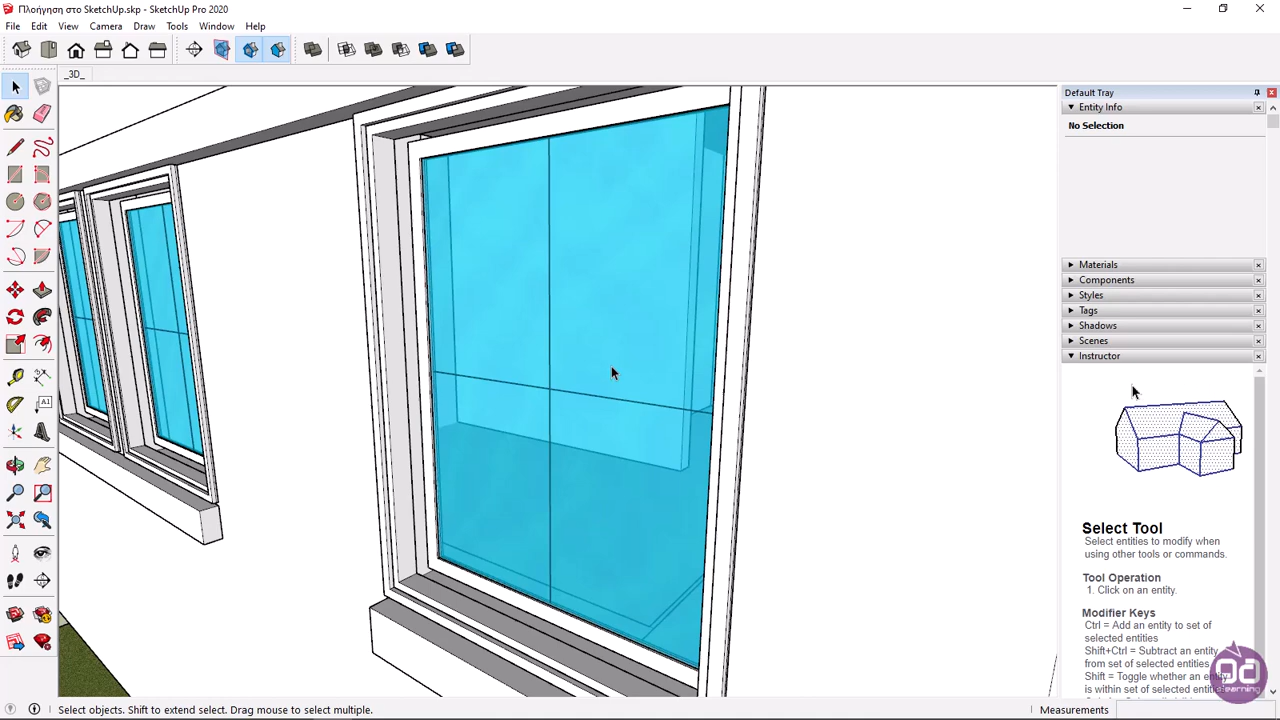 Πλοήγηση στο SketchUp.skp - SketchUp Pro 2020
File Edit View Camera Draw Tools Window Help
_3D_
Default Tray
Entity Info
No Selection
Materials
Components
Styles
Tags
Shadows
Scenes
Instructor
A1
Select Tool
Select entities to modify when
using other tools or commands.
Tool Operation
1. Click on an entity.
Modifier Keys
Ctrl = Add an entity to set of
selected entities
Shift+Ctrl = Subtract an entity
from set of selected entities
Shift = Toggle whether an entity
is within set of selected entities
gd
elearning
Select objects. Shift to extend select. Drag mouse to select multiple.
Measurements